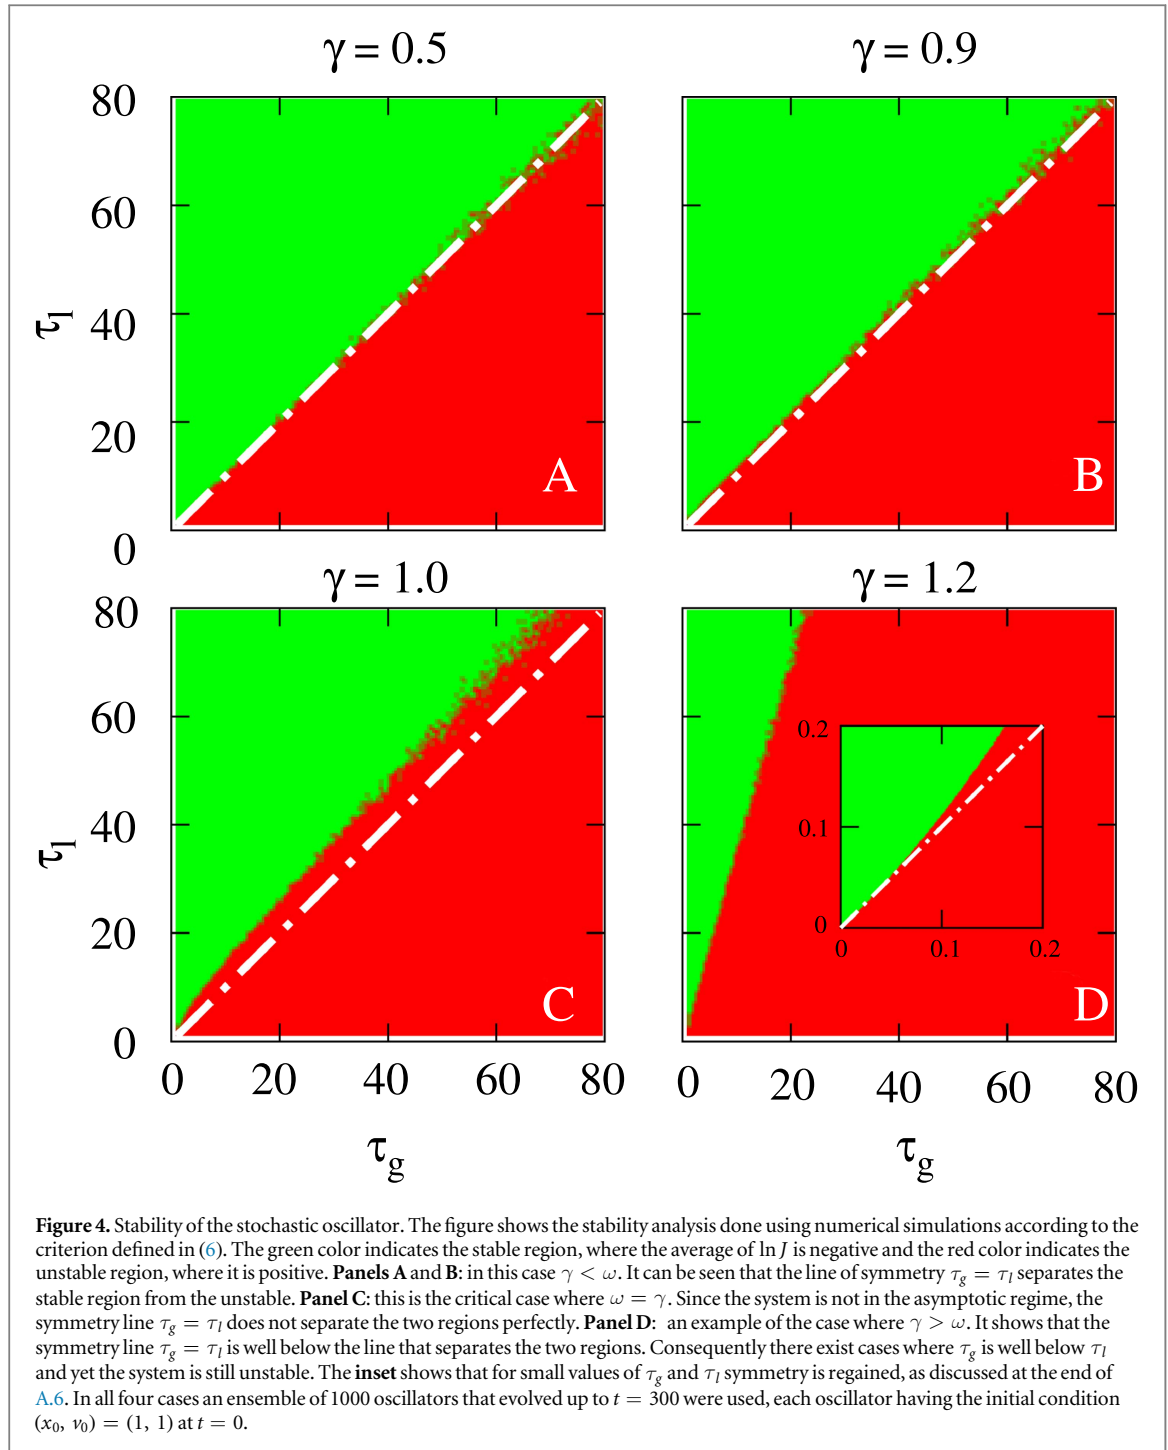 γ = 0.5
γ = 0.9
80
60
τl
40
20
A
B
0
γ = 1.0
γ = 1.2
80
60
0.2
τl
40
0.1
20
0
0 0.1 0.2
C
D
0
0 20 40 60 80
0 20 40 60 80
τg
τg
Figure 4. Stability of the stochastic oscillator. The figure shows the stability analysis done using numerical simulations according to the
criterion defined in (6). The green color indicates the stable region, where the average of ln J is negative and the red color indicates the
unstable region, where it is positive. Panels A and B: in this case γ < ω. It can be seen that the line of symmetry τg = τl separates the
stable region from the unstable. Panel C: this is the critical case where ω = γ. Since the system is not in the asymptotic regime, the
symmetry line τg = τl does not separate the two regions perfectly. Panel D: an example of the case where γ > ω. It shows that the
symmetry line τg = τl is well below the line that separates the two regions. Consequently there exist cases where τg is well below τl
and yet the system is still unstable. The inset shows that for small values of τg and τl symmetry is regained, as discussed at the end of
A.6. In all four cases an ensemble of 1000 oscillators that evolved up to t = 300 were used, each oscillator having the initial condition
(x0, v0) = (1, 1) at t = 0.